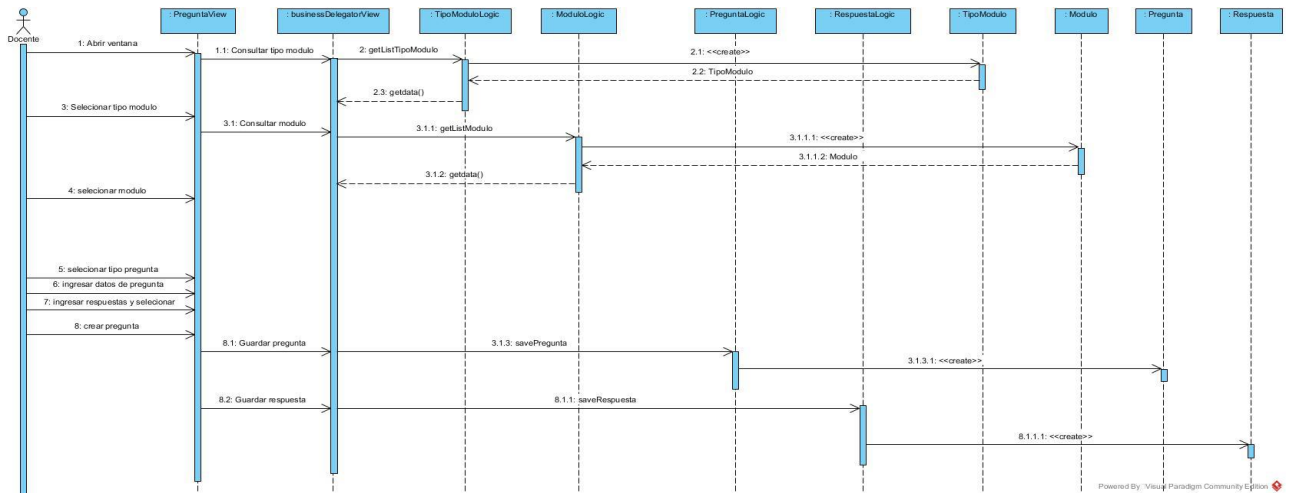 : PreguntaView
: businessDelegatorView
: TipoModuloLogic
: ModuloLogic
: PreguntaLogic
: RespuestaLogic
: TipoModulo
: Modulo
: Pregunta
: Respuesta
Docente
1: Abrir ventana
1.1: Consultar tipo modulo
2: getListTipoModulo
2.1: <<create>>
2.2: TipoModulo
2.3: getdata()
3: Selecionar tipo modulo
3.1: Consultar modulo
3.1.1: getListModulo
3.1.1.1: <<create>>
3.1.1.2: Modulo
3.1.2: getdata()
4: selecionar modulo
5: selecionar tipo pregunta
6: ingresar datos de pregunta
7: ingresar respuestas y selecionar
8: crear pregunta
8.1: Guardar pregunta
3.1.3: savePregunta
3.1.3.1: <<create>>
8.2: Guardar respuesta
8.1.1: saveRespuesta
8.1.1.1: <<create>>
Powered By Visual Paradigm Community Edition